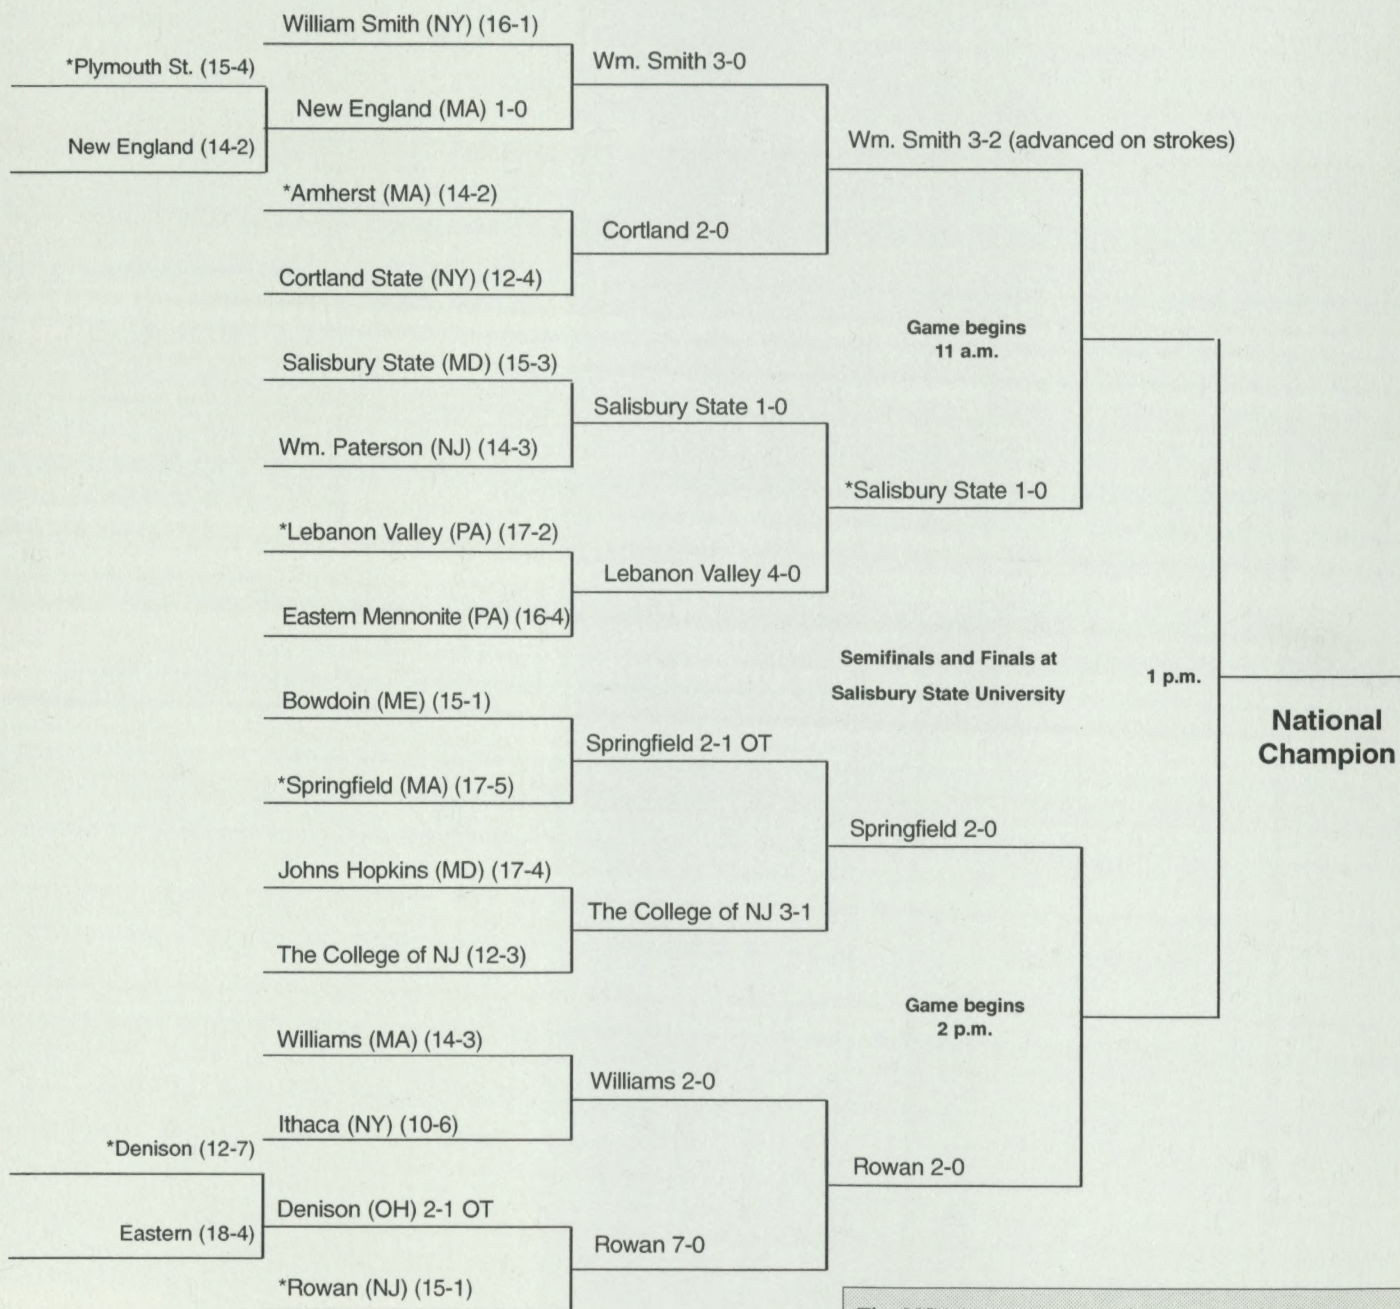 William Smith (NY) (16-1)
*Plymouth St. (15-4)
New England (MA) 1-0
New England (14-2)
*Amherst (MA) (14-2)
Cortland State (NY) (12-4)
Salisbury State (MD) (15-3)
Wm. Paterson (NJ) (14-3)
*Lebanon Valley (PA) (17-2)
Eastern Mennonite (PA) (16-4)
Bowdoin (ME) (15-1)
*Springfield (MA) (17-5)
Johns Hopkins (MD) (17-4)
The College of NJ (12-3)
Williams (MA) (14-3)
Ithaca (NY) (10-6)
*Denison (12-7)
Denison (OH) 2-1 OT
Eastern (18-4)
*Rowan (NJ) (15-1)
Wm. Smith 3-0
Cortland 2-0
Salisbury State 1-0
Lebanon Valley 4-0
Springfield 2-1 OT
The College of NJ 3-1
Williams 2-0
Rowan 7-0
Wm. Smith 3-2 (advanced on strokes)
Game begins
11 a.m.
*Salisbury State 1-0
Semifinals and Finals at
Salisbury State University
Springfield 2-0
Game begins
2 p.m.
Rowan 2-0
1 p.m.
National
Champion